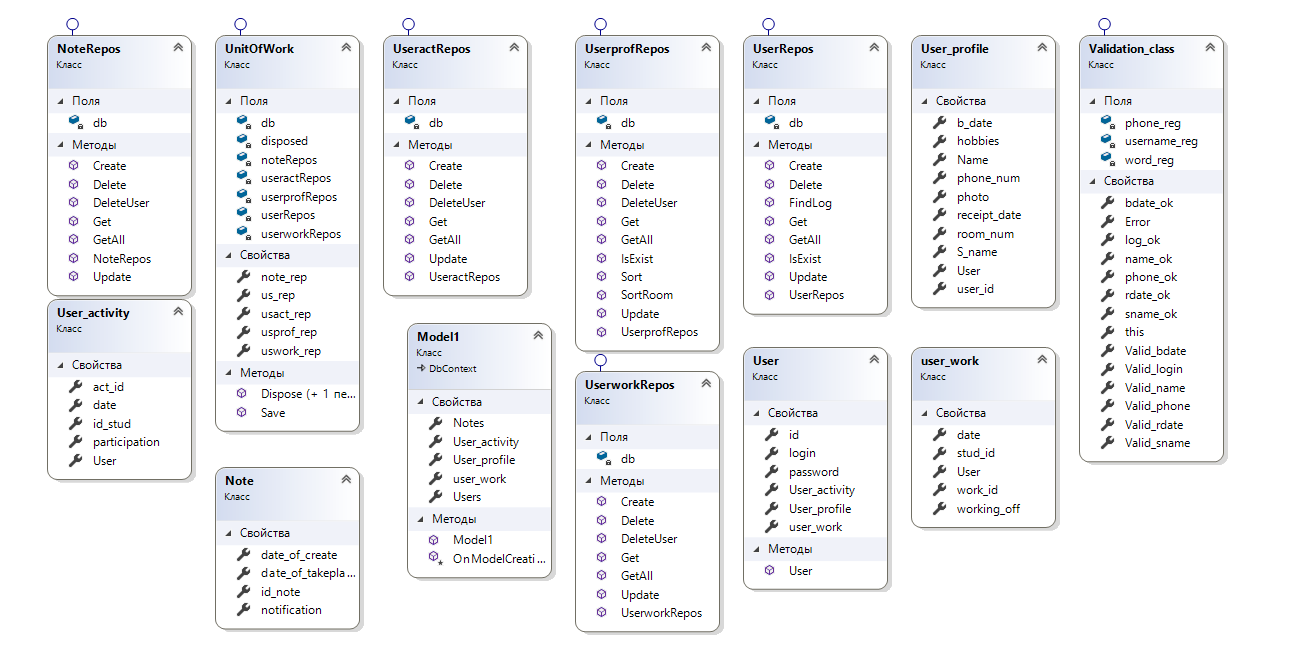 NoteRepos
Класс
Поля
db
Методы
Create
Delete
DeleteUser
Get
GetAll
NoteRepos
Update
User_activity
Класс
Свойства
act_id
date
id_stud
participation
User
UnitOfWork
Класс
Поля
db
disposed
noteRepos
useractRepos
userprofRepos
userRepos
userworkRepos
Свойства
note_rep
us_rep
usact_rep
usprof_rep
uswork_rep
Методы
Dispose (+ 1 пе...
Save
Note
Класс
Свойства
date_of_create
date_of_takepla...
id_note
notification
UseractRepos
Класс
Поля
db
Методы
Create
Delete
DeleteUser
Get
GetAll
Update
UseractRepos
Model1
Класс
DbContext
Свойства
Notes
User_activity
User_profile
user_work
Users
Методы
Model1
OnModelCreati...
UserprofRepos
Класс
Поля
db
Методы
Create
Delete
DeleteUser
Get
GetAll
IsExist
Sort
SortRoom
Update
UserprofRepos
UserworkRepos
Класс
Поля
db
Методы
Create
Delete
DeleteUser
Get
GetAll
Update
UserworkRepos
UserRepos
Класс
Поля
db
Методы
Create
Delete
FindLog
Get
GetAll
IsExist
Update
UserRepos
User
Класс
Свойства
id
login
password
User_activity
User_profile
user_work
Методы
User
User_profile
Класс
Свойства
b_date
hobbies
Name
phone_num
photo
receipt_date
room_num
S_name
User
user_id
user_work
Класс
Свойства
date
stud_id
User
work_id
working_off
Validation_class
Класс
Поля
phone_reg
username_reg
word_reg
Свойства
bdate_ok
Error
log_ok
name_ok
phone_ok
rdate_ok
sname_ok
this
Valid_bdate
Valid_login
Valid_name
Valid_phone
Valid_rdate
Valid_sname